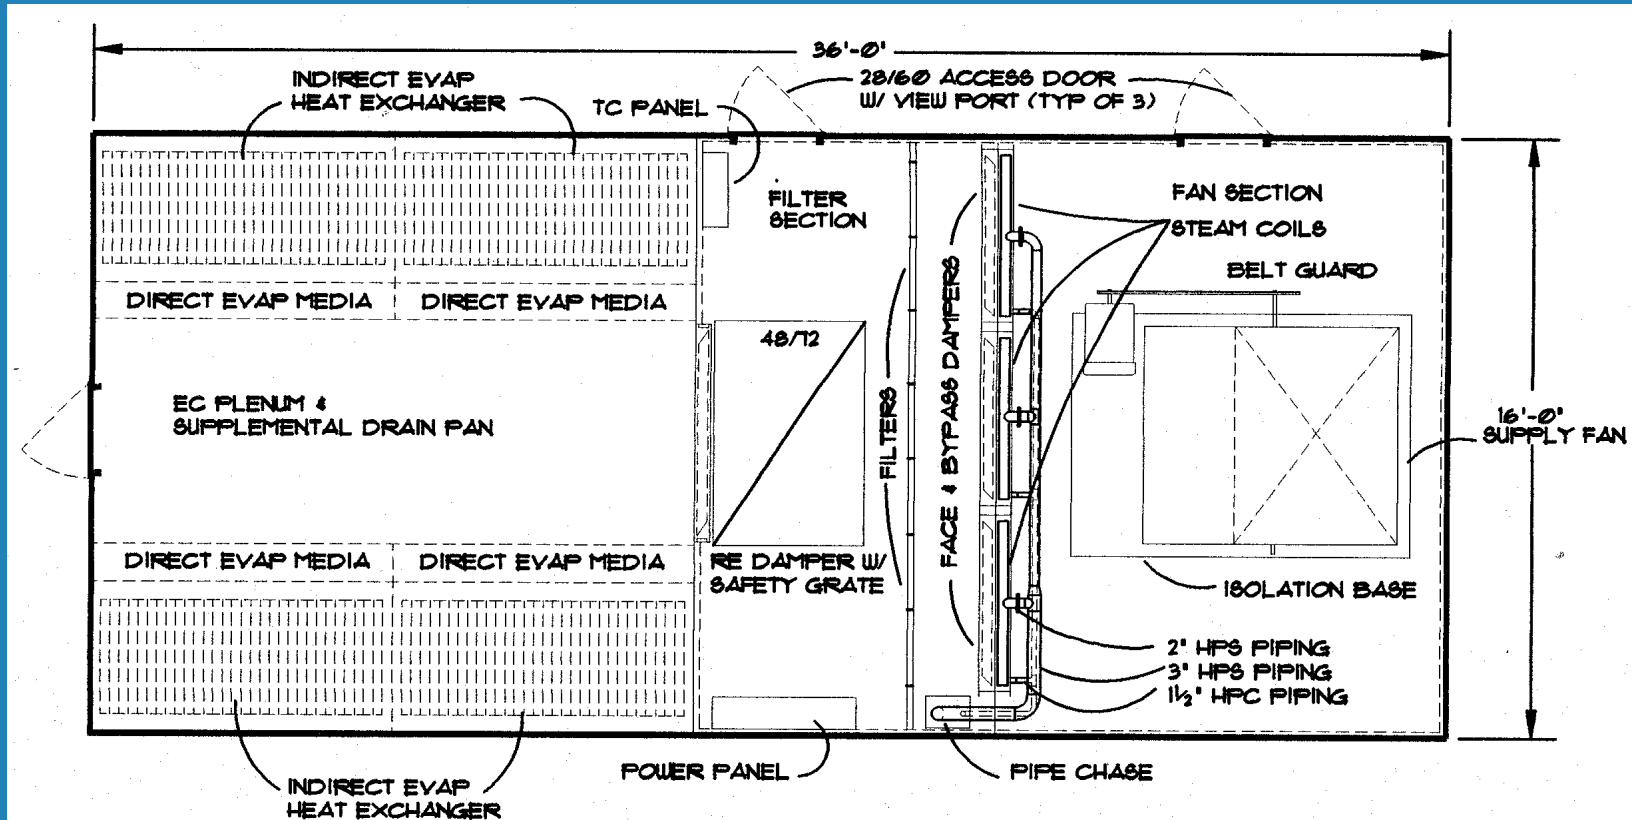 36'-0"
INDIRECT EVAP
HEAT EXCHANGER
TC PANEL
28/60 ACCESS DOOR
W/ VIEW PORT (TYP OF 3)
FILTER
SECTION
FAN SECTION
STEAM COILS
BELT GUARD
DIRECT EVAP MEDIA
DIRECT EVAP MEDIA
48/72
FILTERS
FACE & BYPASS DAMPERS
EC PLENUM &
SUPPLEMENTAL DRAIN PAN
16'-0"
SUPPLY FAN
DIRECT EVAP MEDIA
DIRECT EVAP MEDIA
RE DAMPER W/
SAFETY GRATE
ISOLATION BASE
2" HPS PIPING
3" HPS PIPING
1½" HPC PIPING
POWER PANEL
PIPE CHASE
INDIRECT EVAP
HEAT EXCHANGER